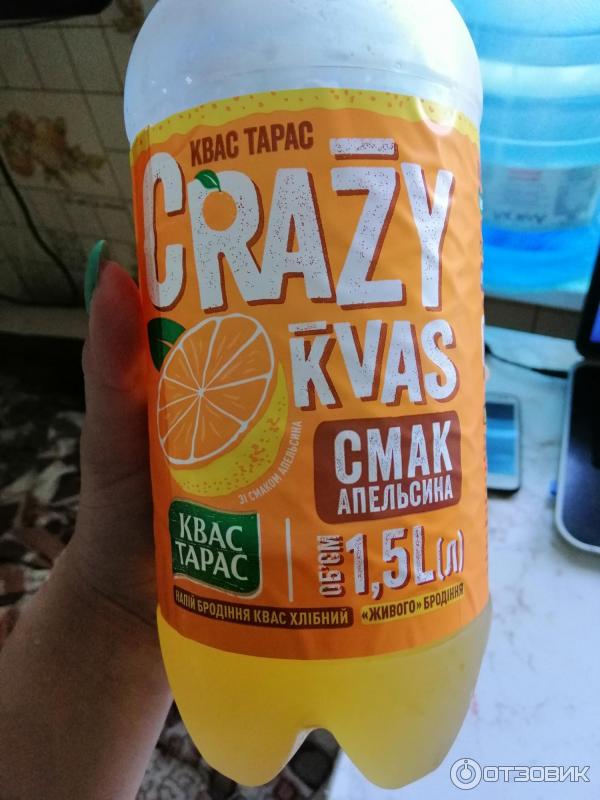 КВАС ТАРАС
CRAZY
KVAS
СМАК
АПЕЛЬСИНА
ЗІ СМАКОМ АПЕЛЬСИНА
КВАС
ТАРАС
ОБ'ЄМ 1,5L(л)
НАПІЙ БРОДІННЯ КВАС ХЛІБНИЙ «ЖИВОГО» БРОДІННЯ
ОТЗОВИК